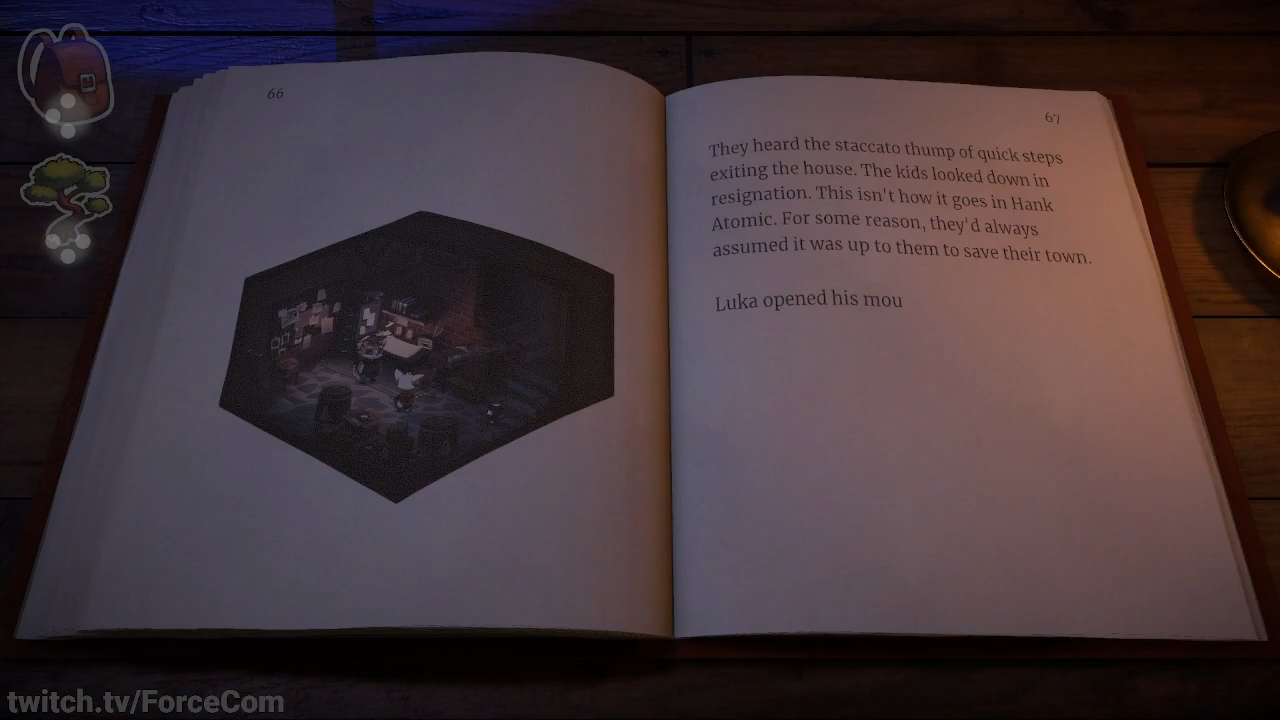 66
67
They heard the staccato thump of quick steps
exiting the house. The kids looked down in
resignation. This isn't how it goes in Hank
Atomic. For some reason, they'd always
assumed it was up to them to save their town.
Luka opened his mou
twitch.tv/ForceCom